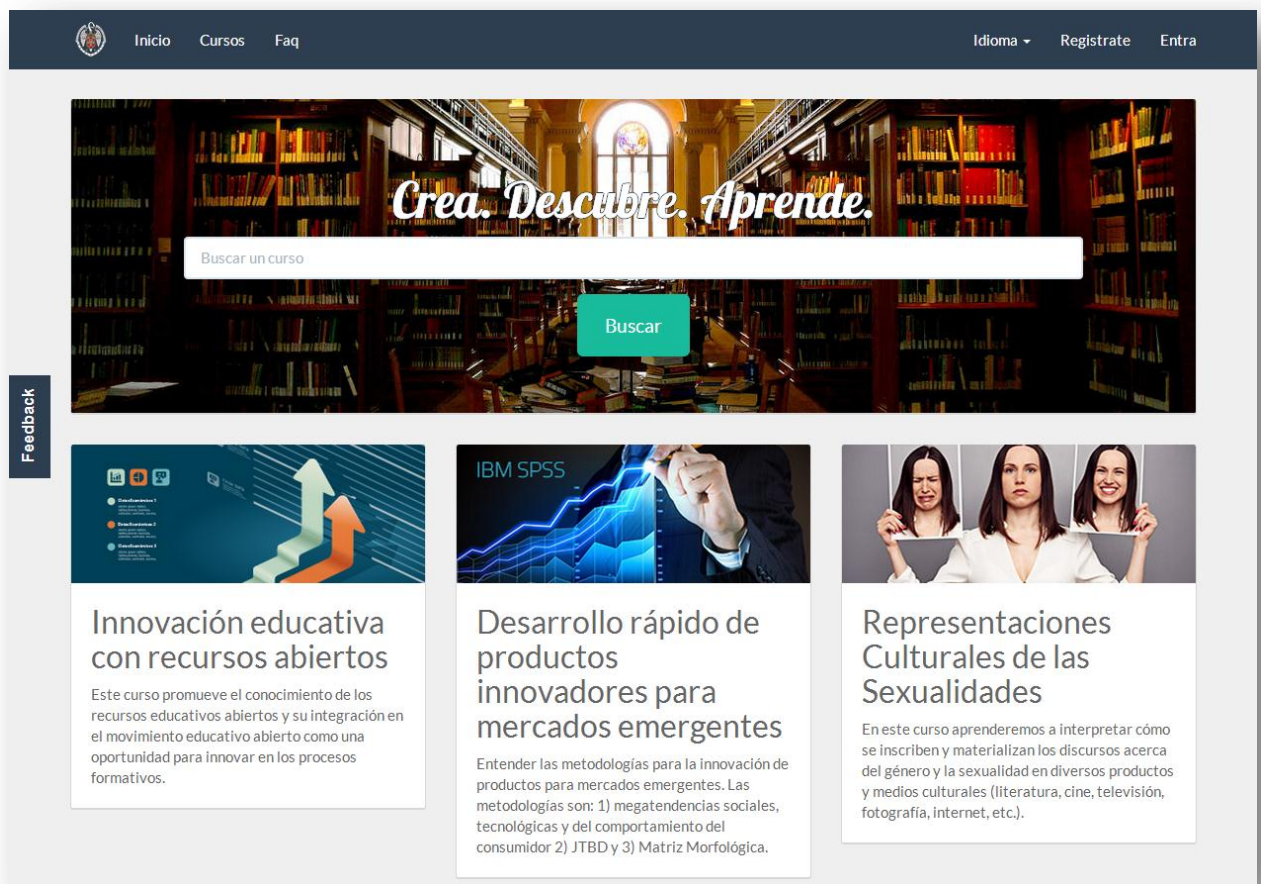 Inicio Cursos Faq Idioma Registrate Entra
Crea. Descubre. Aprende.
Buscar un curso
Buscar
Feedback
IBM SPSS
Innovación educativa
con recursos abiertos
Este curso promueve el conocimiento de los
recursos educativos abiertos y su integración en
el movimiento educativo abierto como una
oportunidad para innovar en los procesos
formativos.
Desarrollo rápido de
productos
innovadores para
mercados emergentes
Entender las metodologías para la innovación de
productos para mercados emergentes. Las
metodologías son: 1) megatendencias sociales,
tecnológicas y del comportamiento del
consumidor 2) JTBD y 3) Matriz Morfológica.
Representaciones
Culturales de las
Sexualidades
En este curso aprenderemos a interpretar cómo
se inscriben y materializan los discursos acerca
del género y la sexualidad en diversos productos
y medios culturales (literatura, cine, televisión,
fotografía, internet, etc.).